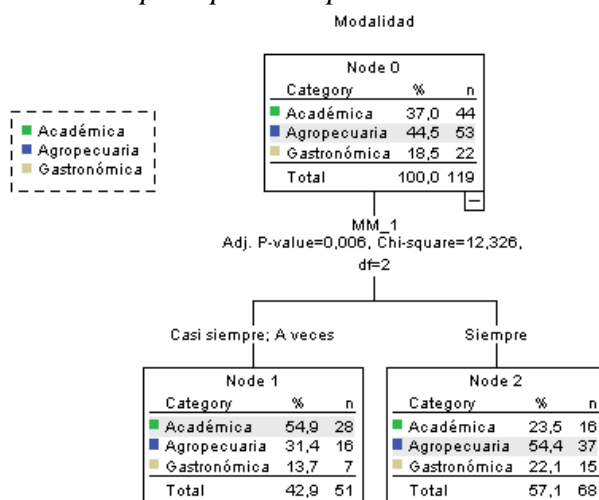 Modalidad
Node 0
Category % n
Académica 37,0 44
Agropecuaria 44,5 53
Gastronómica 18,5 22
Total 100,0 119
Académica
Agropecuaria
Gastronómica
MM_1
Adj. P-value=0,006, Chi-square=12,326,
df=2
Casi siempre; A veces
Siempre
Node 1
Category % n
Académica 54,9 28
Agropecuaria 31,4 16
Gastronómica 13,7 7
Total 42,9 51
Node 2
Category % n
Académica 23,5 16
Agropecuaria 54,4 37
Gastronómica 22,1 15
Total 57,1 68